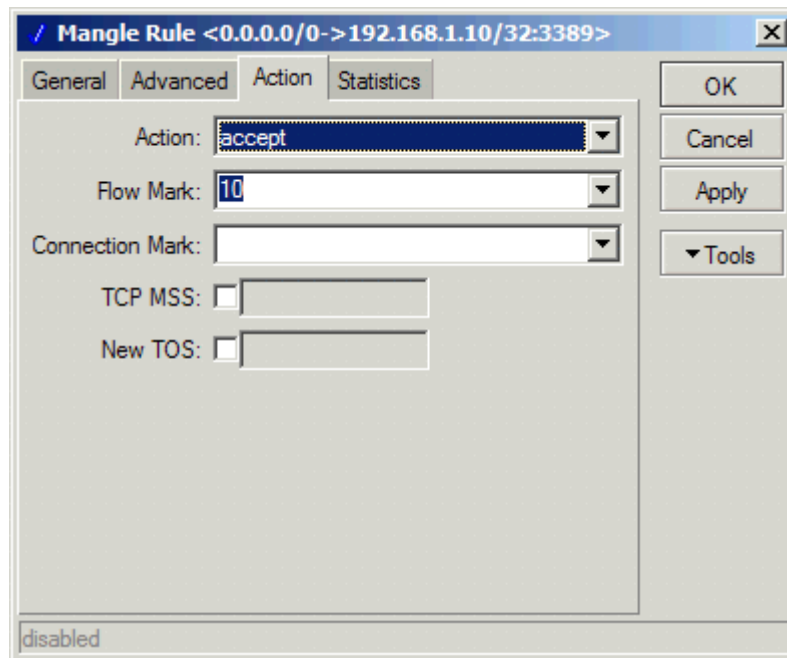 Mangle Rule <0.0.0.0/0->192.168.1.10/32:3389>
General Advanced Action Statistics
OK
Action: accept
Cancel
Flow Mark: 10
Apply
Connection Mark:
Tools
TCP MSS:
New TOS:
disabled